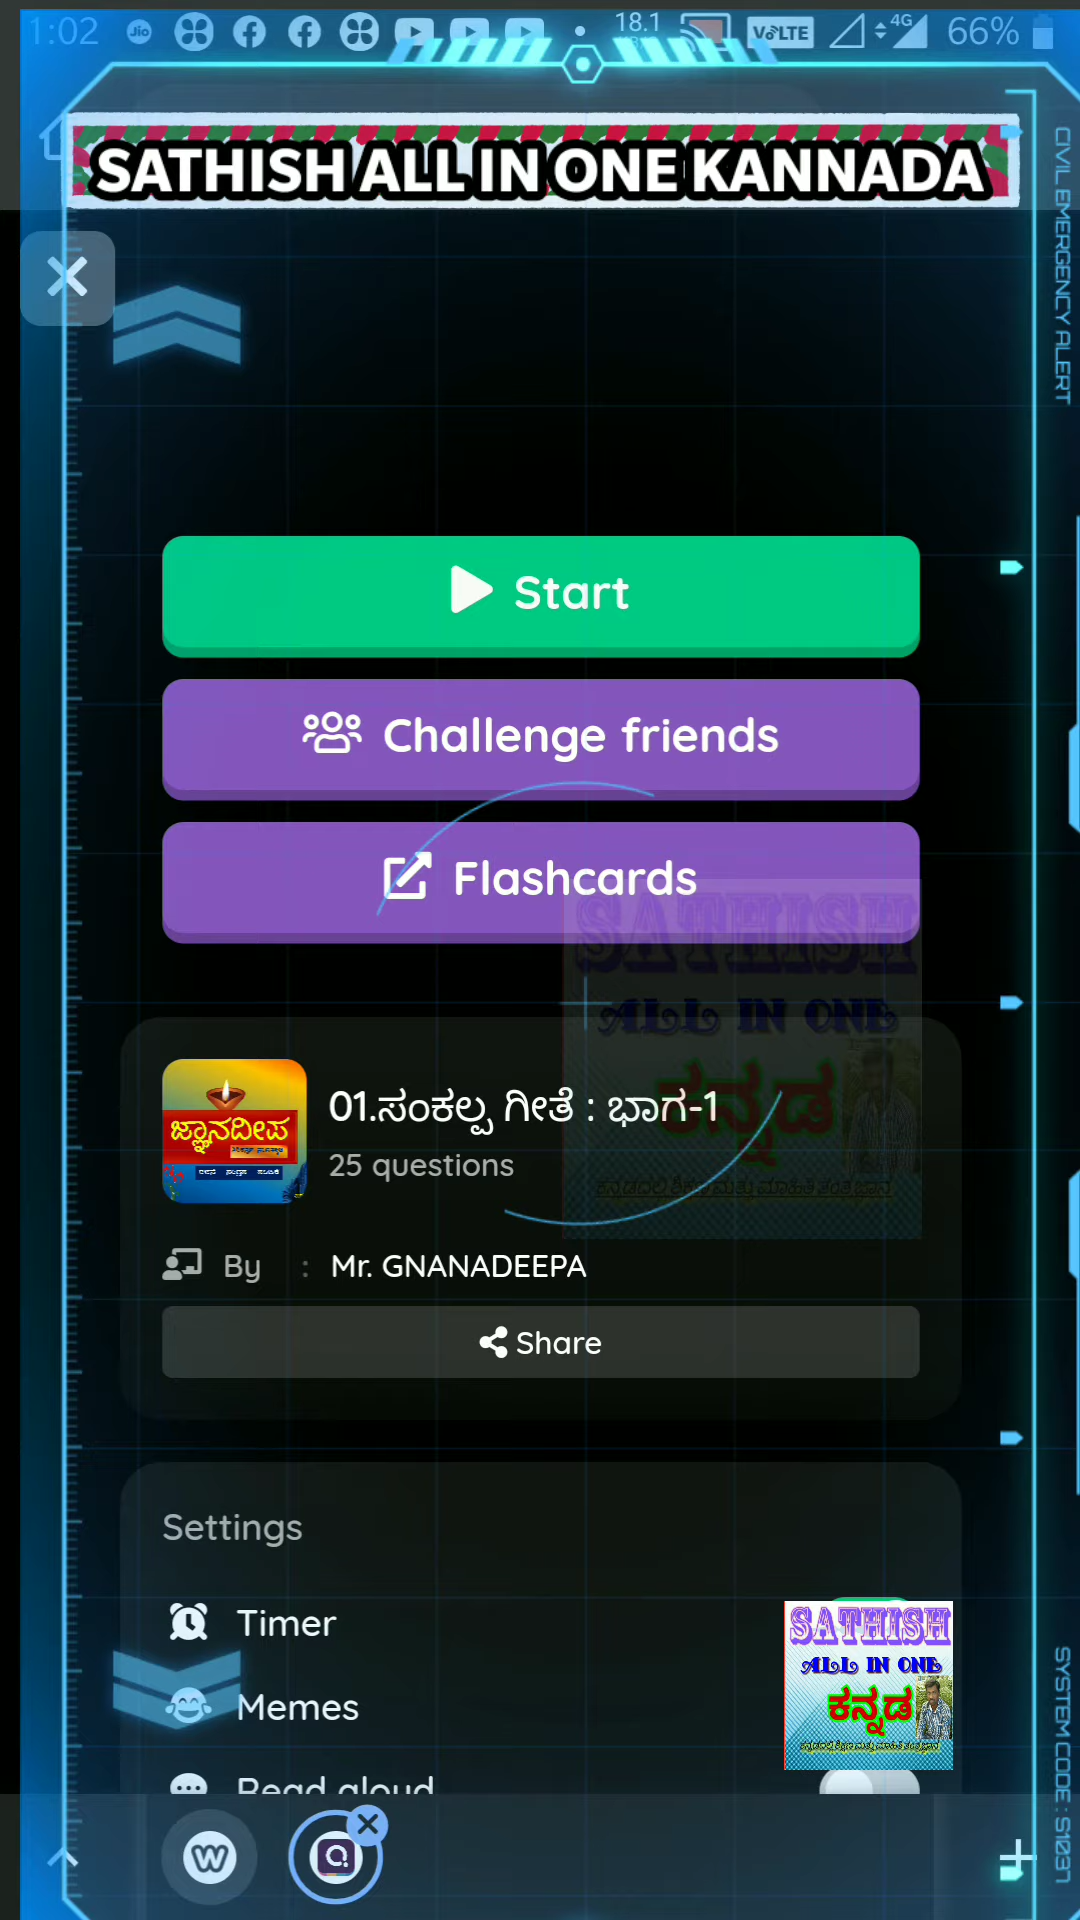 1:02
Jio
18.1
VoLTE
4G
66%
SATHISH ALL IN ONE KANNADA
CIVIL EMERGENCY ALERT
Start
Challenge friends
Flashcards
SATHISH
ALL IN ONE
ಕನ್ನಡ
ಜ್ಞಾನದೀಪ
01.ಸಂಕಲ್ಪ ಗೀತೆ : ಭಾಗ-1
25 questions
By : Mr. GNANADEEPA
Share
Settings
Timer
Memes
Read aloud
SATHISH
ALL IN ONE
ಕನ್ನಡ
SYSTEM CODE : S1037